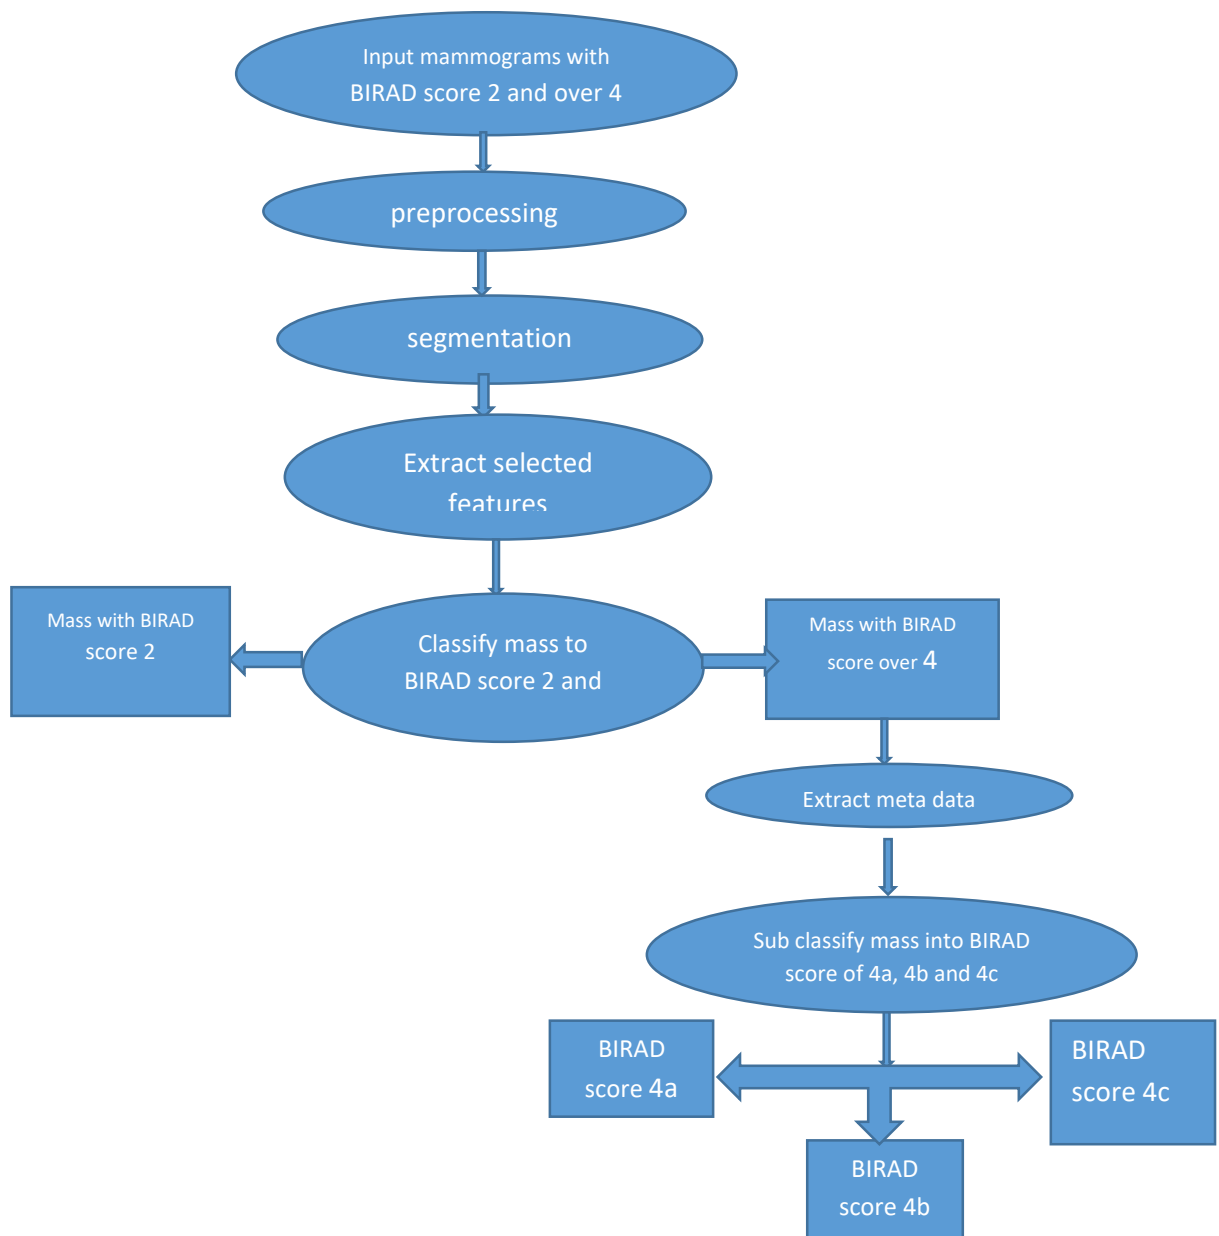 Input mammograms with
BIRAD score 2 and over 4
preprocessing
segmentation
Extract selected
features
Mass with BIRAD
score 2
Classify mass to
BIRAD score 2 and
Mass with BIRAD
score over 4
Extract meta data
Sub classify mass into BIRAD
score of 4a, 4b and 4c
BIRAD
score 4a
BIRAD
score 4c
BIRAD
score 4b